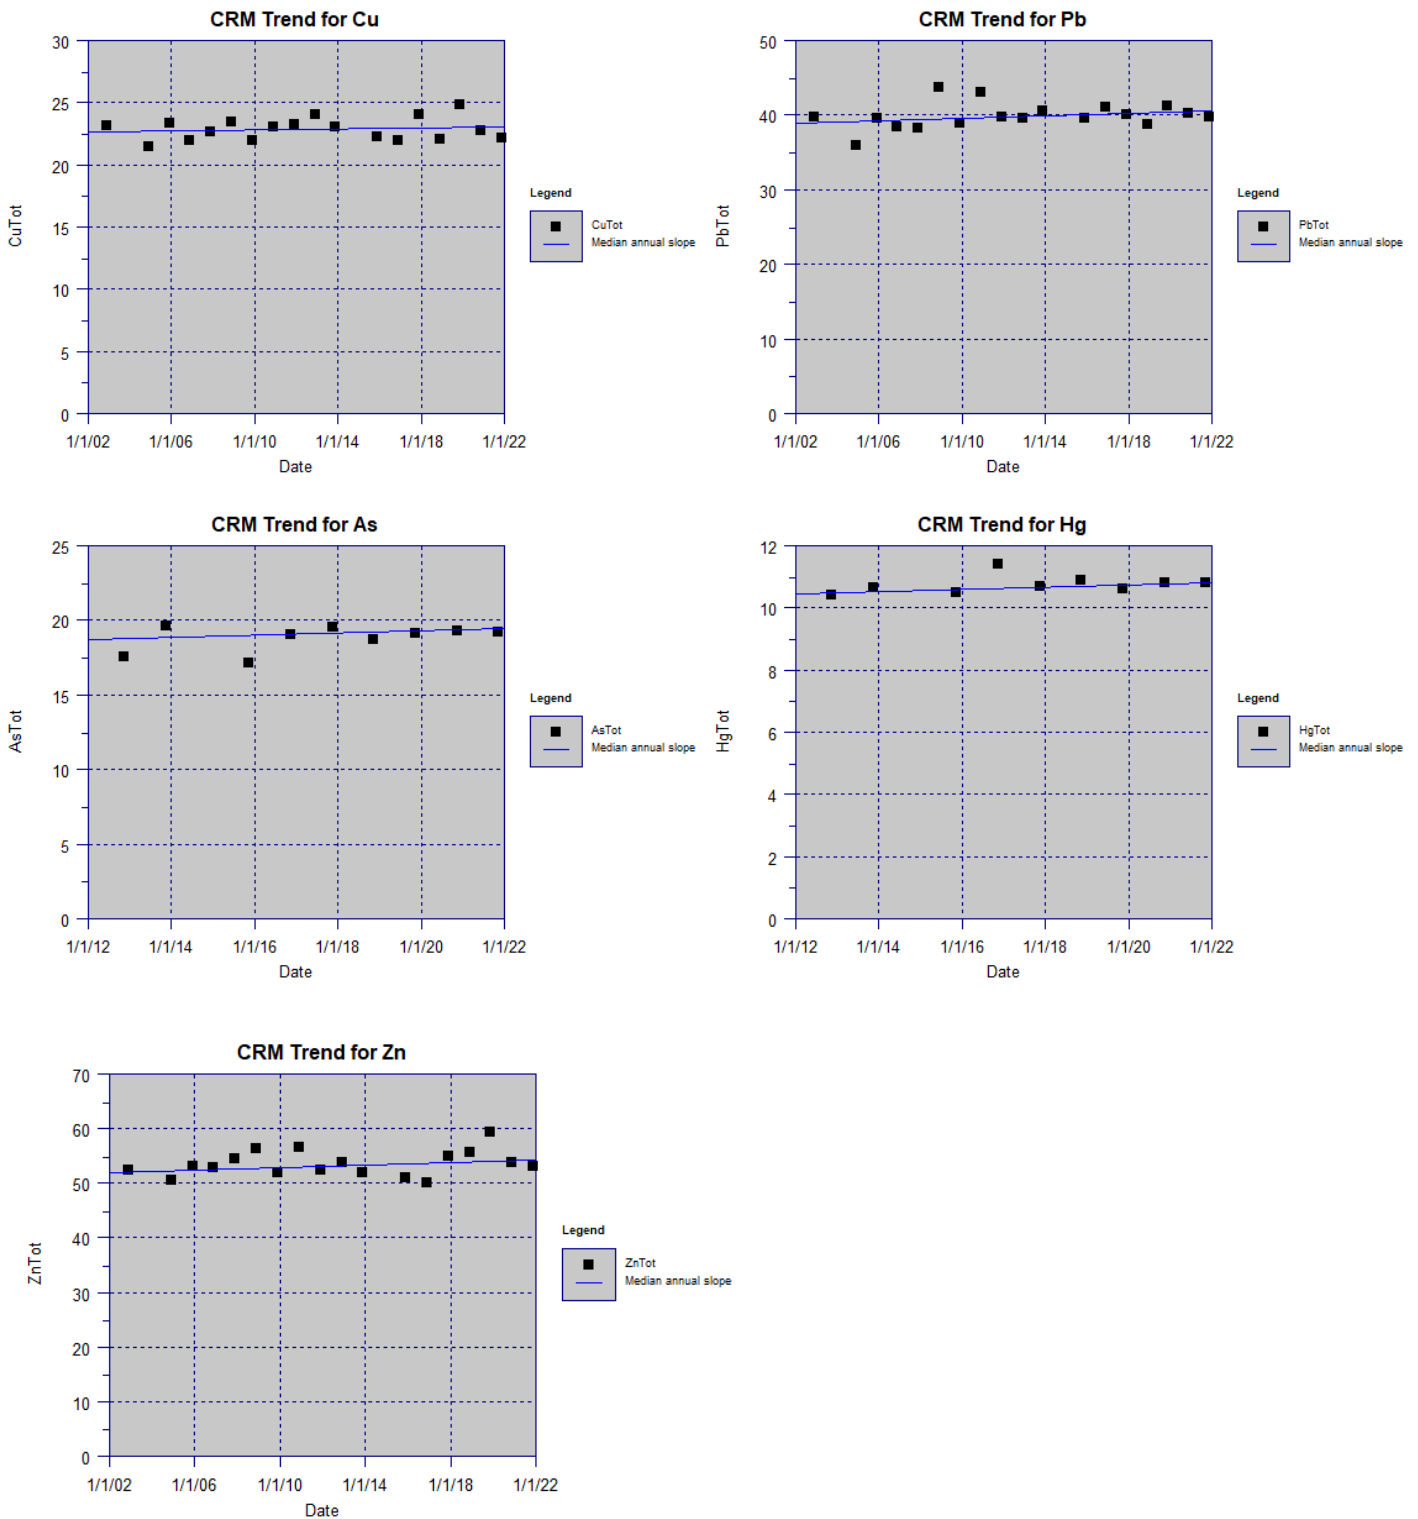 CRM Trend for Cu
30
25
20
15
10
5
0
CuTot
1/1/02 1/1/06 1/1/10 1/1/14 1/1/18 1/1/22
Date
Legend
CuTot
Median annual slope
CRM Trend for Pb
50
40
30
20
10
0
PbTot
1/1/02 1/1/06 1/1/10 1/1/14 1/1/18 1/1/22
Date
Legend
PbTot
Median annual slope
CRM Trend for As
25
20
15
10
5
0
AsTot
1/1/12 1/1/14 1/1/16 1/1/18 1/1/20 1/1/22
Date
Legend
AsTot
Median annual slope
CRM Trend for Hg
12
10
8
6
4
2
0
HgTot
1/1/12 1/1/14 1/1/16 1/1/18 1/1/20 1/1/22
Date
Legend
HgTot
Median annual slope
CRM Trend for Zn
70
60
50
40
30
20
10
0
ZnTot
1/1/02 1/1/06 1/1/10 1/1/14 1/1/18 1/1/22
Date
Legend
ZnTot
Median annual slope